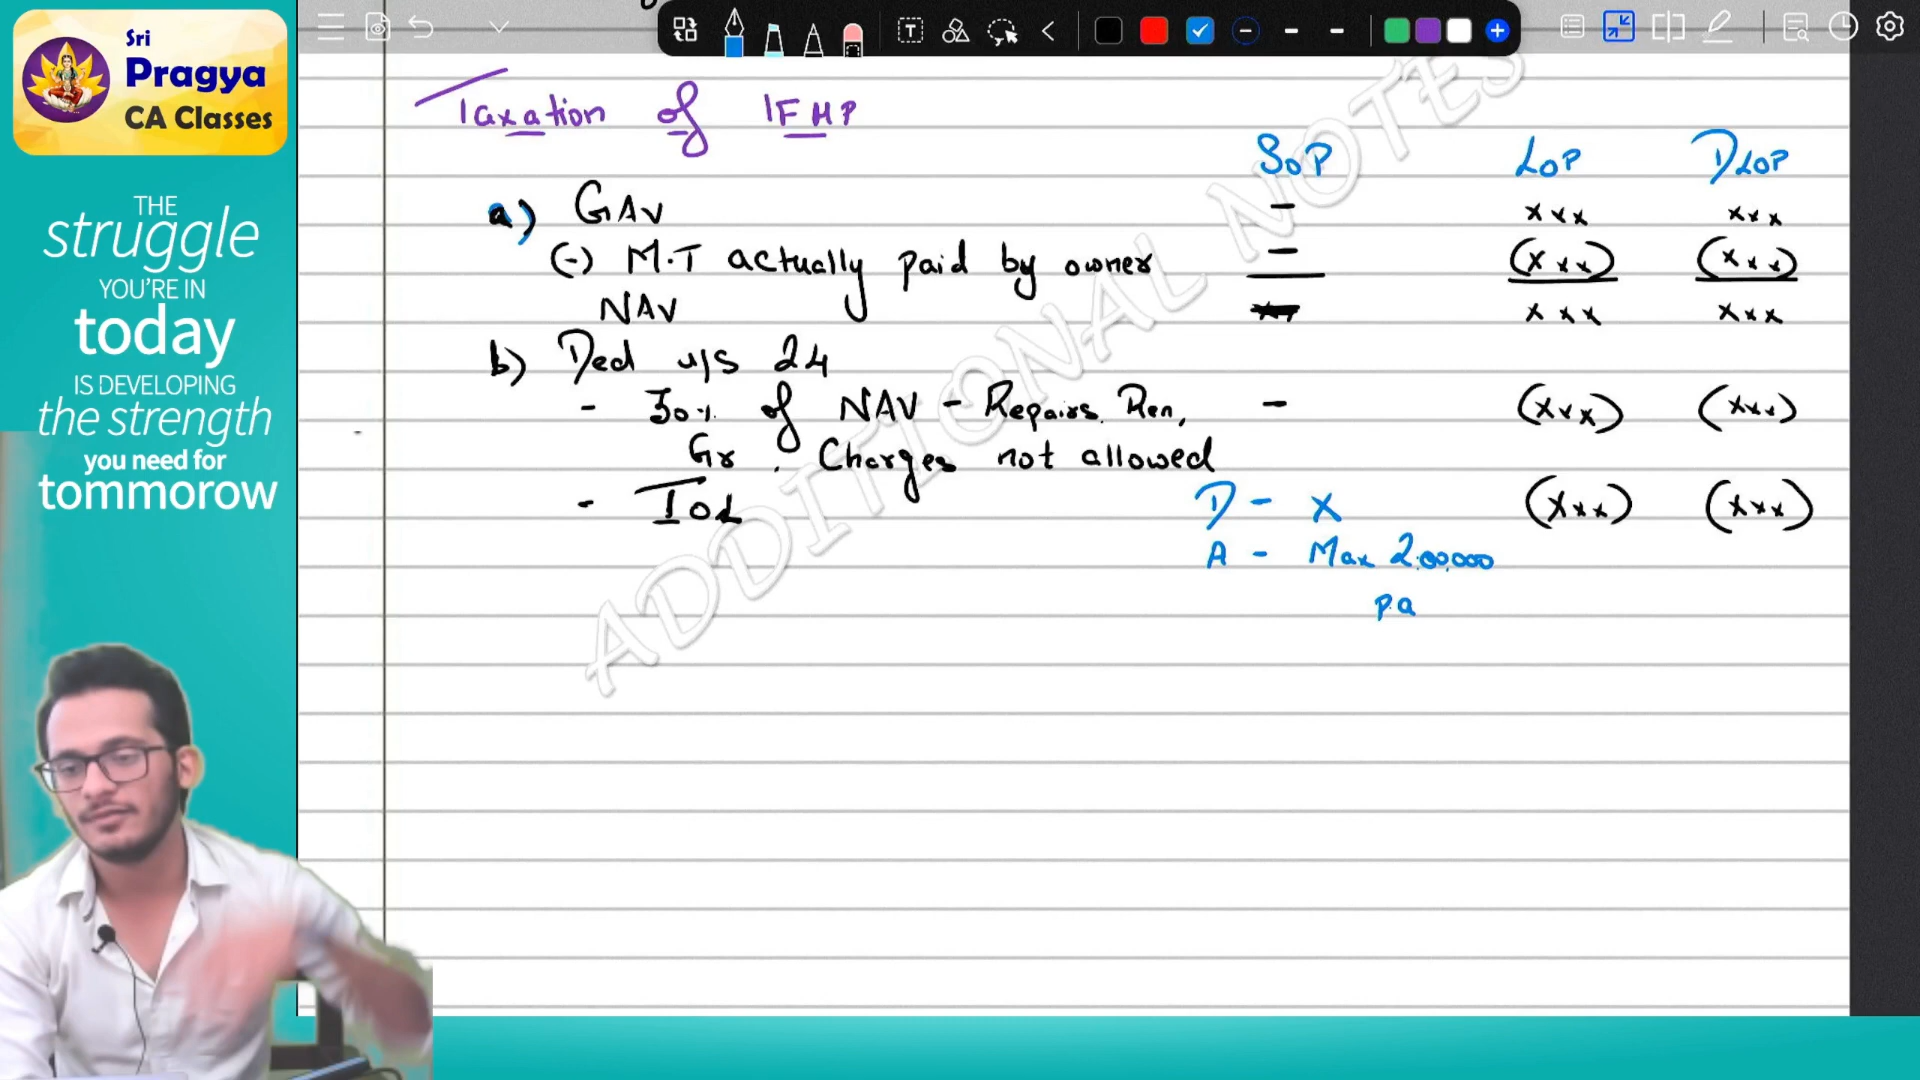 Sri
Pragya
CA Classes
THE
struggle
YOU'RE IN
today
IS DEVELOPING
the strength
you need for
tommorow
Taxation of IFHP
SOP LOP DLOP
a) GAV - xxx xxx
(-) M.T actually paid by owner - (xxx) (xxx)
NAV xxx xxx
b) Ded u/s 24
- 30% of NAV - Repairs. Ren, - (xxx) (xxx)
Gr. Charges not allowed
- IOL D - x (xxx) (xxx)
A - Max 2,00,000
p.a
ADDITIONAL NOTES